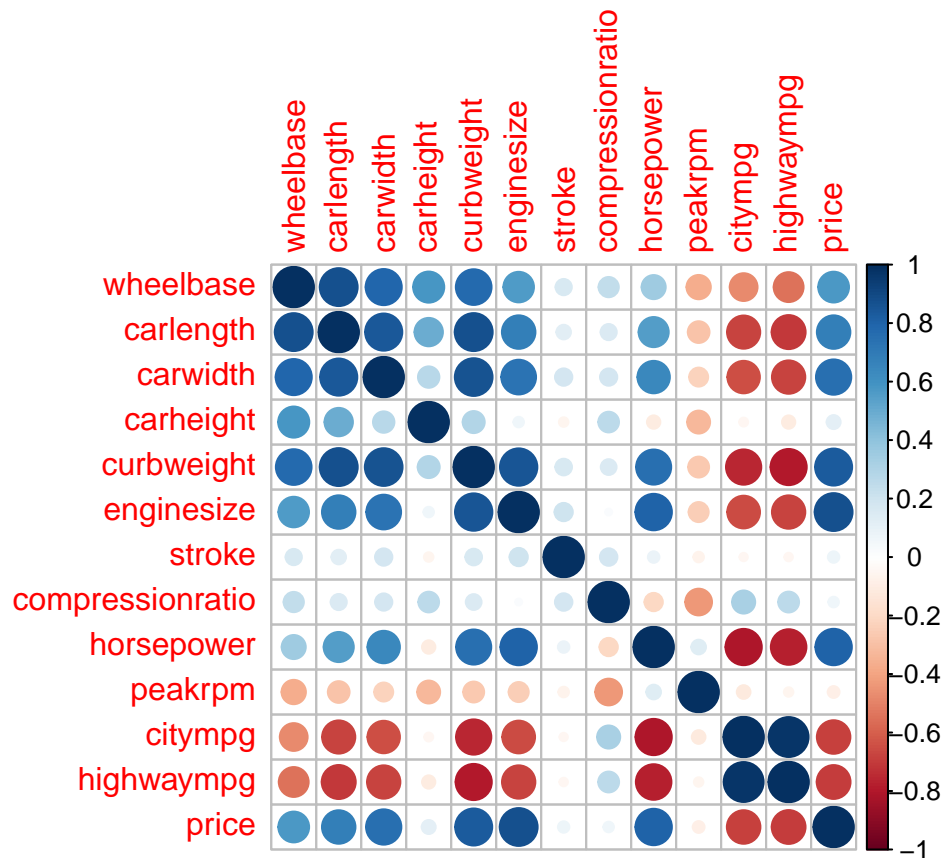 wheelbase
carlength
carwidth
carheight
curbweight
enginesize
stroke
compressionratio
horsepower
peakrpm
citympg
highwaympg
price
wheelbase
carlength
carwidth
carheight
curbweight
enginesize
stroke
compressionratio
horsepower
peakrpm
citympg
highwaympg
price
1
0.8
0.6
0.4
0.2
0
−0.2
−0.4
−0.6
−0.8
−1